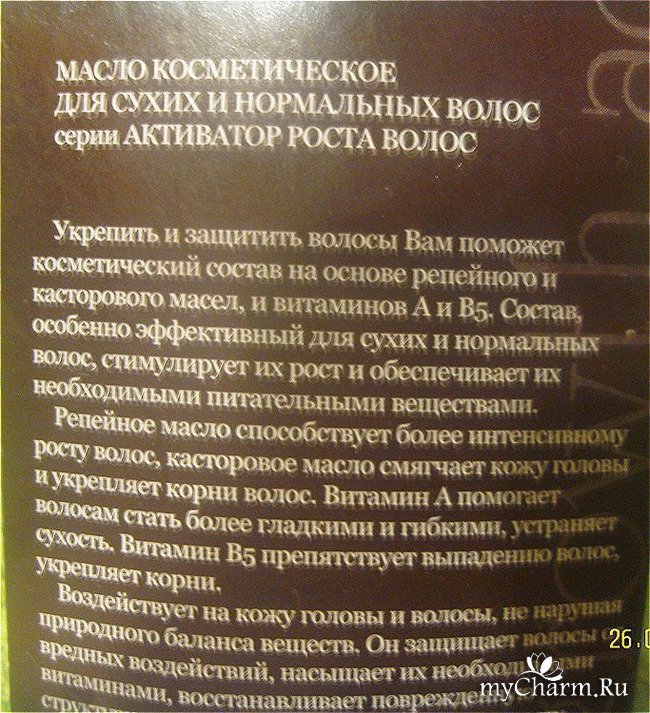 МАСЛО КОСМЕТИЧЕСКОЕ
ДЛЯ СУХИХ И НОРМАЛЬНЫХ ВОЛОС
серии АКТИВАТОР РОСТА ВОЛОС
Укрепить и защитить волосы Вам поможет
косметический состав на основе репейного и
касторового масел, и витаминов А и В5. Состав,
особенно эффективный для сухих и нормальных
волос, стимулирует их рост и обеспечивает их
необходимыми питательными веществами.
Репейное масло способствует более интенсивному
росту волос, касторовое масло смягчает кожу головы
и укрепляет корни волос. Витамин А помогает
волосам стать более гладкими и гибкими, устраняет
сухость. Витамин В5 препятствует выпадению волос,
укрепляет корни.
Воздействует на кожу головы и волосы, не нарушая
природного баланса веществ. Он защищает волосы
вредных воздействий, насыщает их необходимыми
витаминами, восстанавливает
26.0
myCharm.Ru